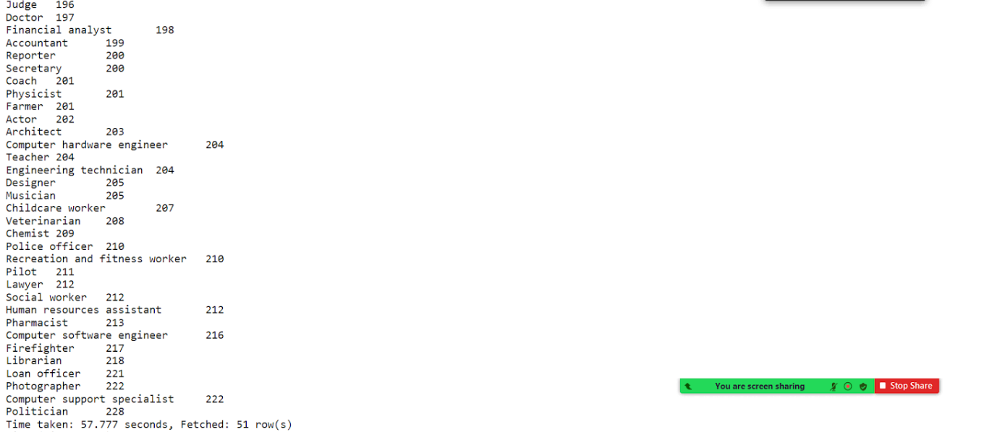 Judge 196
Doctor 197
Financial analyst 198
Accountant 199
Reporter 200
Secretary 200
Coach 201
Physicist 201
Farmer 201
Actor 202
Architect 203
Computer hardware engineer 204
Teacher 204
Engineering technician 204
Designer 205
Musician 205
Childcare worker 207
Veterinarian 208
Chemist 209
Police officer 210
Recreation and fitness worker 210
Pilot 211
Lawyer 212
Social worker 212
Human resources assistant 212
Pharmacist 213
Computer software engineer 216
Firefighter 217
Librarian 218
Loan officer 221
Photographer 222
You are screen sharing Stop Share
Computer support specialist 222
Politician 228
Time taken: 57.777 seconds, Fetched: 51 row(s)